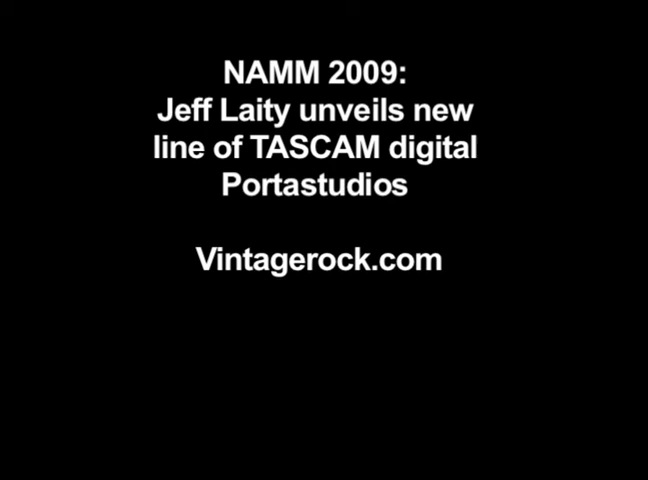 NAMM 2009:
Jeff Laity unveils new
line of TASCAM digital
Portastudios
Vintagerock.com